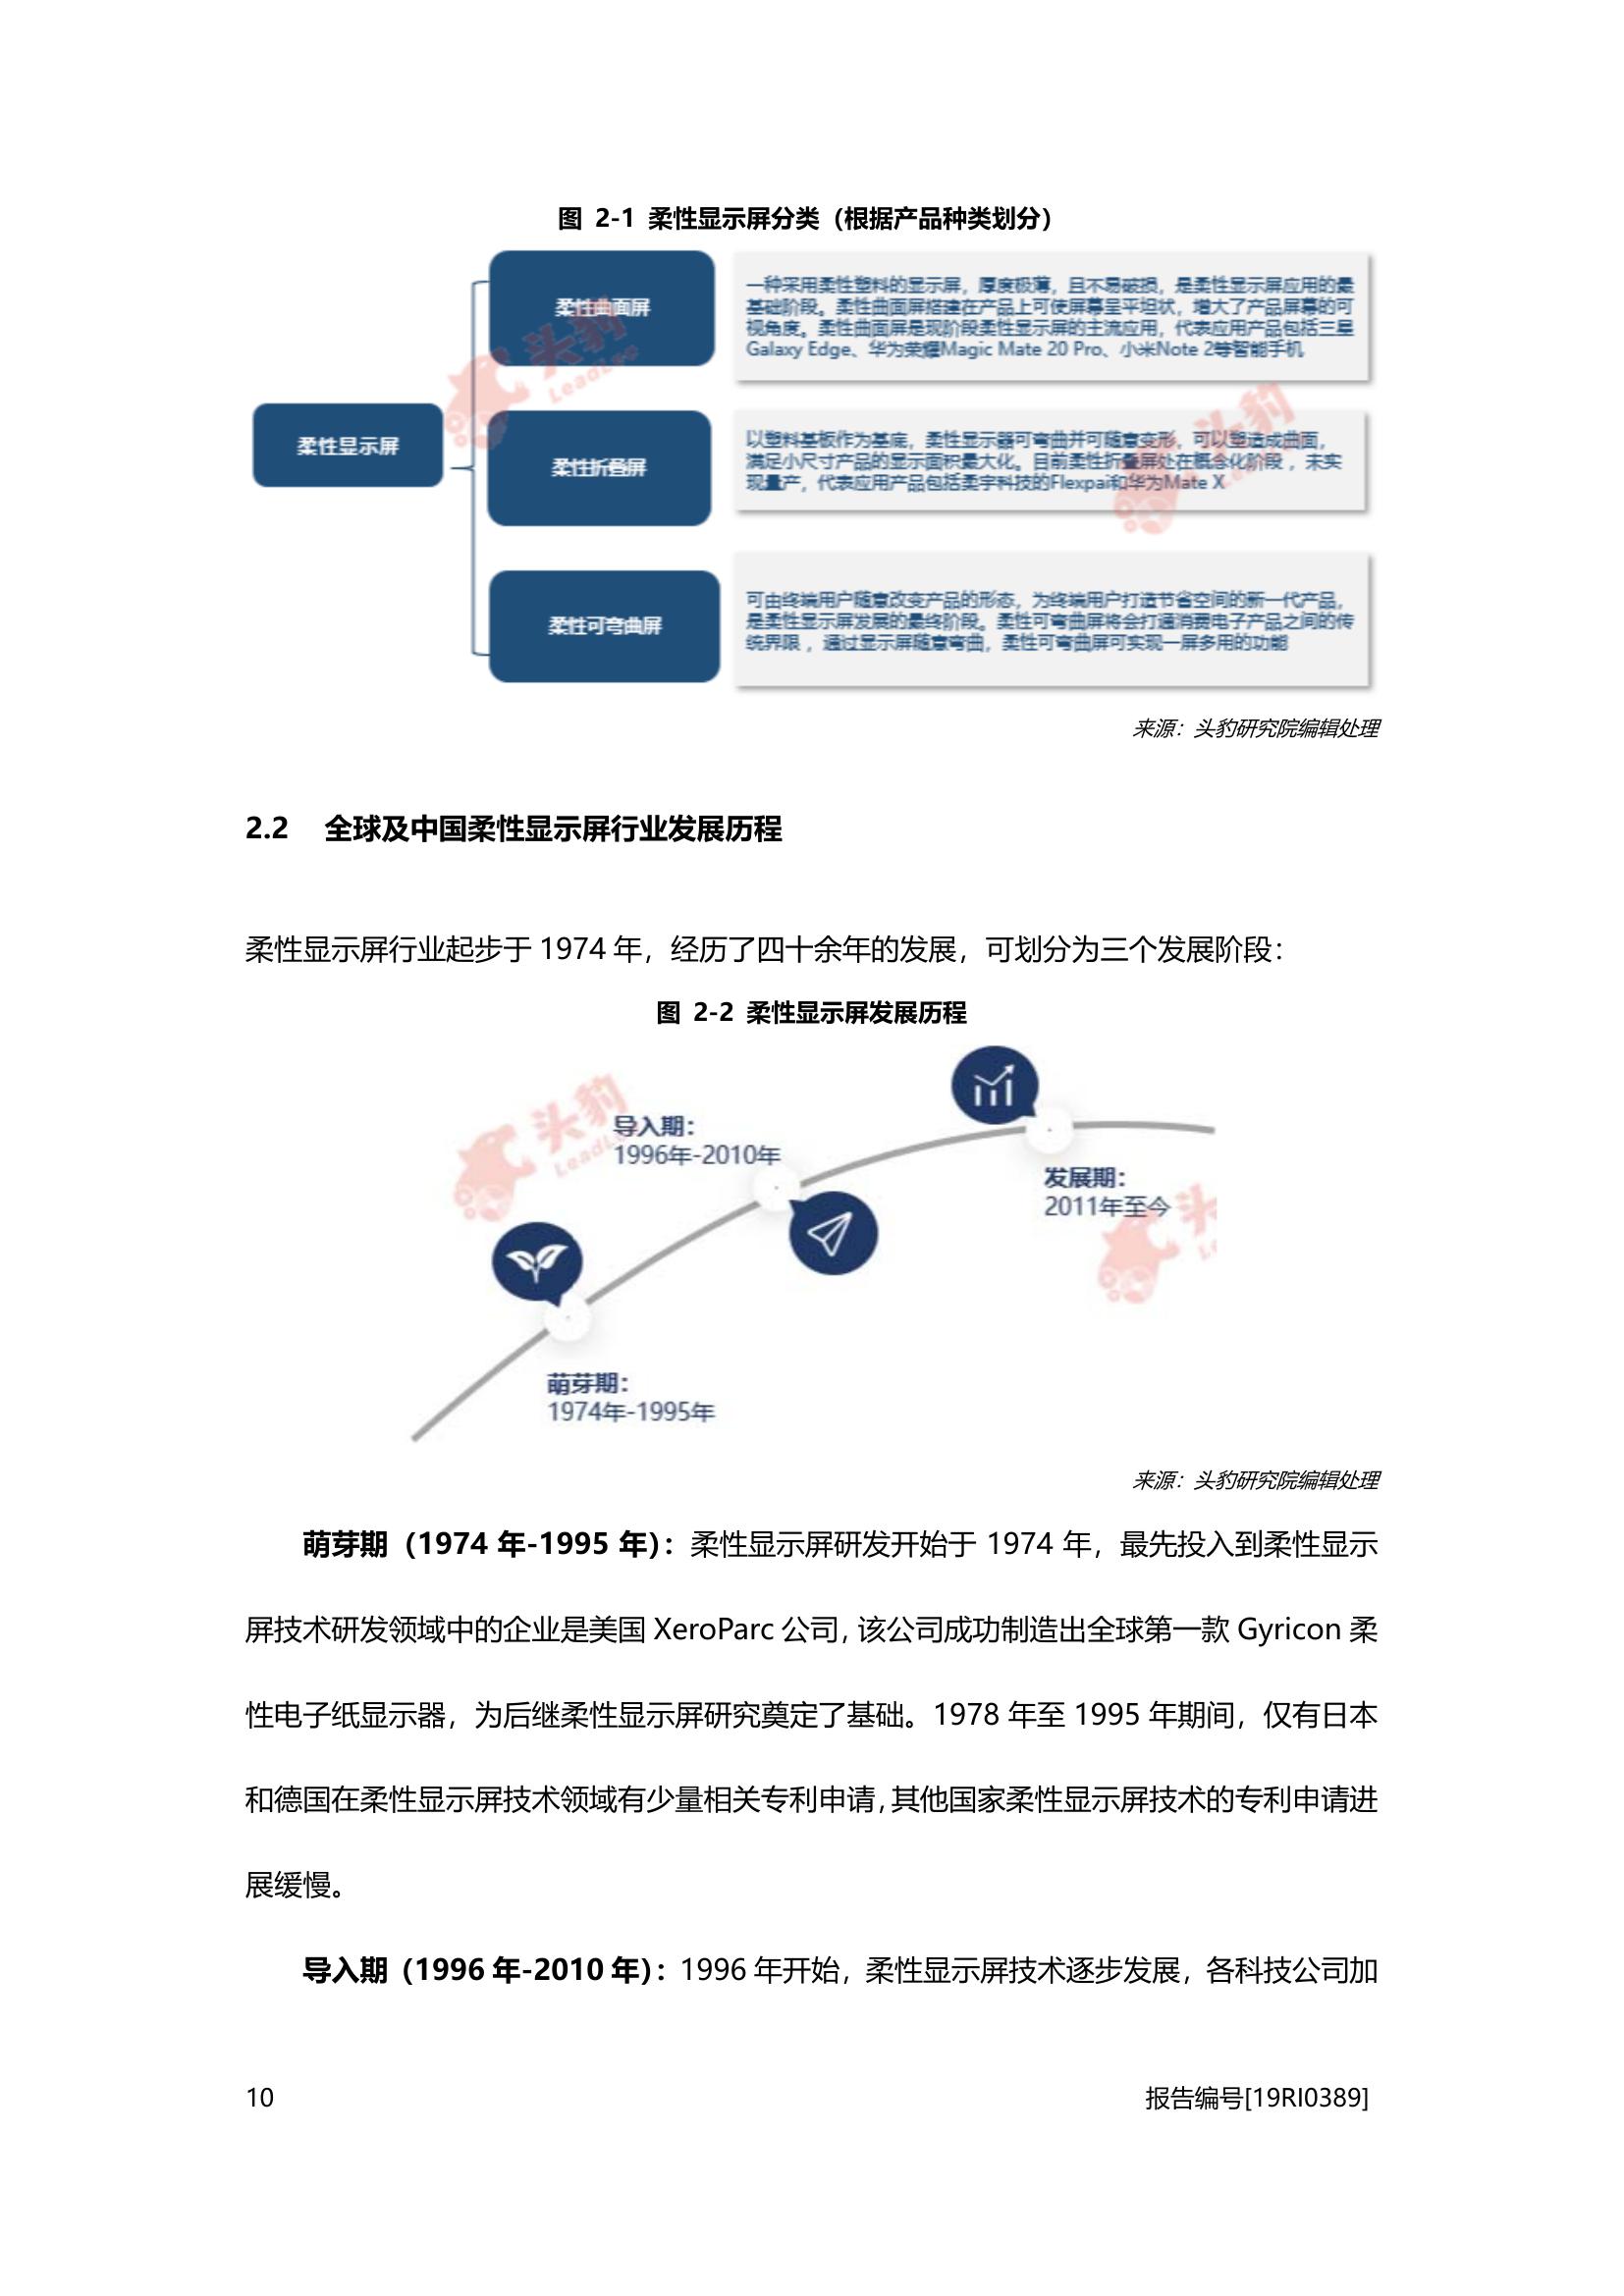 图 2-1 柔性显示屏分类（根据产品种类划分）
柔性显示屏
柔性曲面屏
一种采用柔性塑料的显示屏，厚度极薄，且不易破损，是柔性显示屏应用的最
基础阶段。柔性曲面屏搭建在产品上可使屏幕呈平坦状，增大了产品屏幕的可
视角度。柔性曲面屏是现阶段柔性显示屏的主流应用，代表应用产品包括三星
Galaxy Edge、华为荣耀Magic Mate 20 Pro、小米Note 2等智能手机
柔性折叠屏
以塑料基板作为基底，柔性显示器可弯曲并可随意变形，可以塑造成曲面，
满足小尺寸产品的显示面积最大化。目前柔性折叠屏处在概念化阶段，未实
现量产，代表应用产品包括柔宇科技的Flexpai和华为Mate X
柔性可弯曲屏
可由终端用户随意改变产品的形态，为终端用户打造节省空间的新一代产品，
是柔性显示屏发展的最终阶段。柔性可弯曲屏将会打通消费电子产品之间的传
统界限，通过显示屏随意弯曲，柔性可弯曲屏可实现一屏多用的功能
来源：头豹研究院编辑处理
2.2 全球及中国柔性显示屏行业发展历程
柔性显示屏行业起步于 1974 年，经历了四十余年的发展，可划分为三个发展阶段：
图 2-2 柔性显示屏发展历程
头豹
导入期：
1996年-2010年
发展期：
2011年至今
萌芽期：
1974年-1995年
来源：头豹研究院编辑处理
萌芽期（1974 年-1995 年）：柔性显示屏研发开始于 1974 年，最先投入到柔性显示
屏技术研发领域中的企业是美国 XeroParc 公司，该公司成功制造出全球第一款 Gyricon 柔
性电子纸显示器，为后继柔性显示屏研究奠定了基础。1978 年至 1995 年期间，仅有日本
和德国在柔性显示屏技术领域有少量相关专利申请，其他国家柔性显示屏技术的专利申请进
展缓慢。
导入期（1996 年-2010 年）：1996 年开始，柔性显示屏技术逐步发展，各科技公司加
10
报告编号[19RI0389]